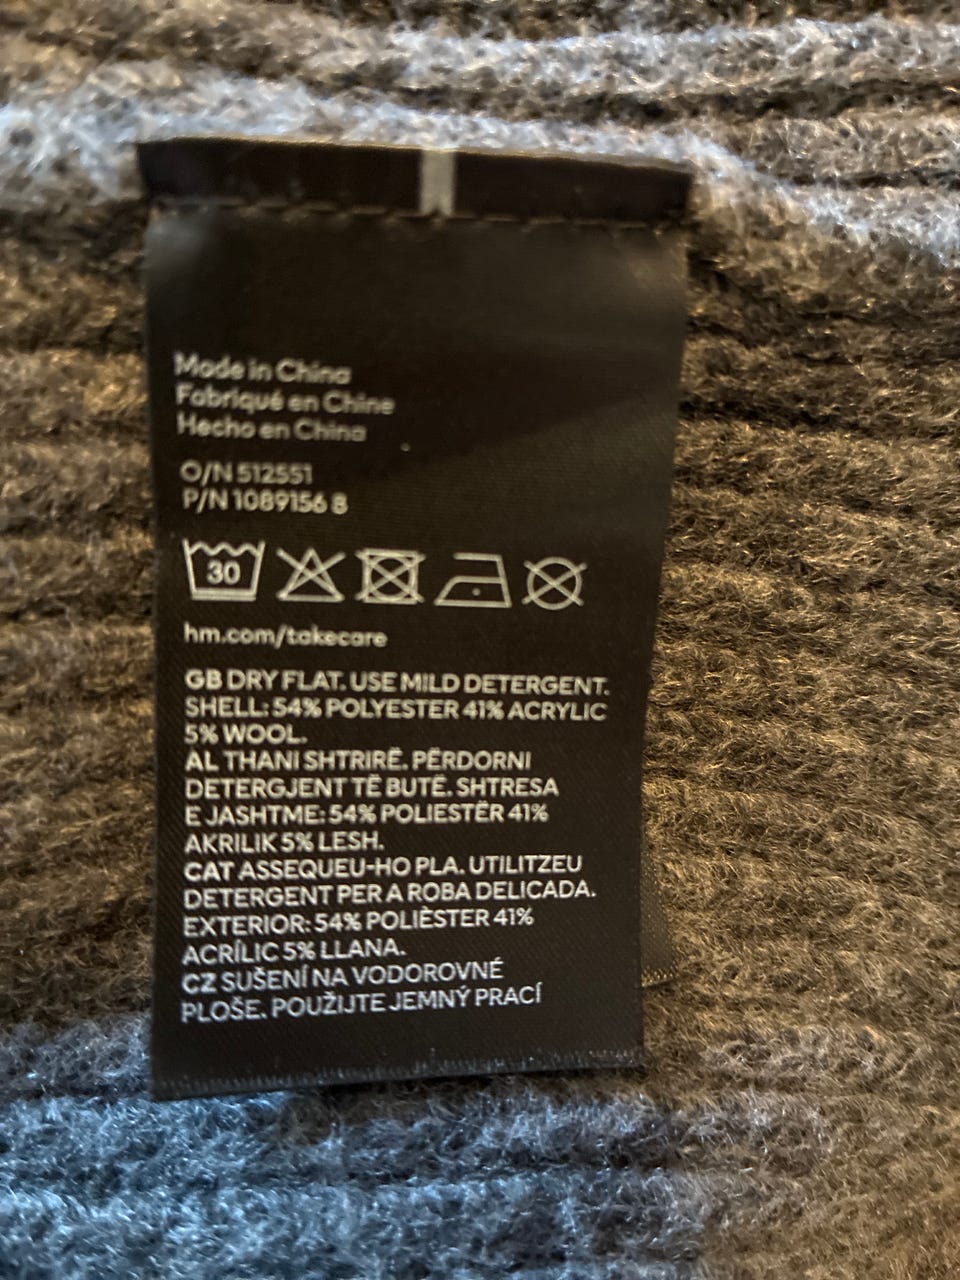 Made in China
Fabriqué en Chine
Hecho en China
O/N 512551
P/N 1089156 8
30
hm.com/takecare
GB DRY FLAT. USE MILD DETERGENT.
SHELL: 54% POLYESTER 41% ACRYLIC
5% WOOL.
AL THANI SHTRIRË. PËRDORNI
DETERGJENT TË BUTË. SHTRESA
E JASHTME: 54% POLIESTËR 41%
AKRILIK 5% LESH.
CAT ASSEQUEU-HO PLA. UTILITZEU
DETERGENT PER A ROBA DELICADA.
EXTERIOR: 54% POLIÈSTER 41%
ACRÍLIC 5% LLANA.
CZ SUŠENÍ NA VODOROVNÉ
PLOŠE. POUŽIJTE JEMNÝ PRACÍ